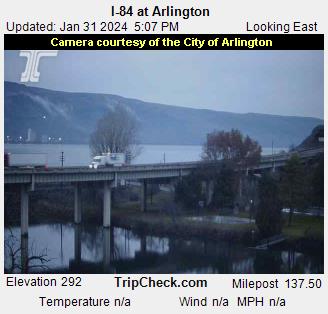 I-84 at Arlington
Updated: Jan 31 2024 5:07 PM Looking East
Camera courtesy of the City of Arlington
Elevation 292 TripCheck.com Milepost 137.50
Temperature n/a Wind n/a MPH n/a